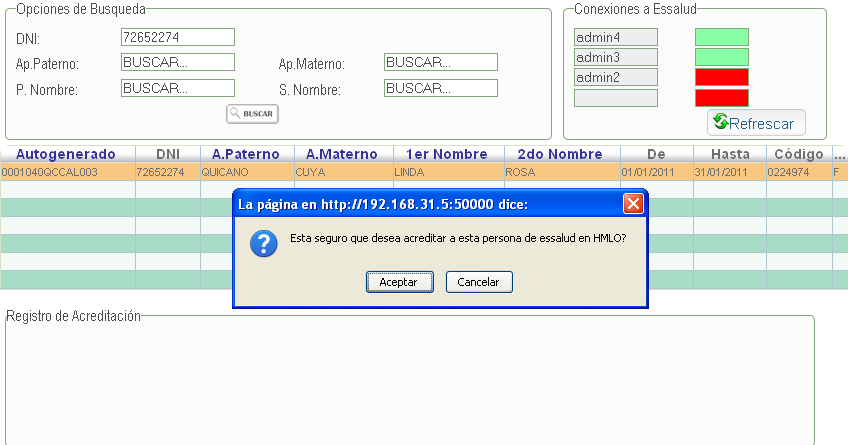 Opciones de Busqueda
Conexiones a Essalud
DNI: 72652274
admin4
admin3
Ap.Paterno: BUSCAR... Ap.Materno: BUSCAR...
admin2
P. Nombre: BUSCAR... S. Nombre: BUSCAR...
BUSCAR
Refrescar
Autogenerado DNI A.Paterno A.Materno 1er Nombre 2do Nombre De Hasta Código ...
0001040QCCAL003 72652274 QUICANO CUYA LINDA ROSA 01/01/2011 31/01/2011 0224974 F
La página en http://192.168.31.5:50000 dice:
Esta seguro que desea acreditar a esta persona de essalud en HMLO?
Aceptar Cancelar
Registro de Acreditación